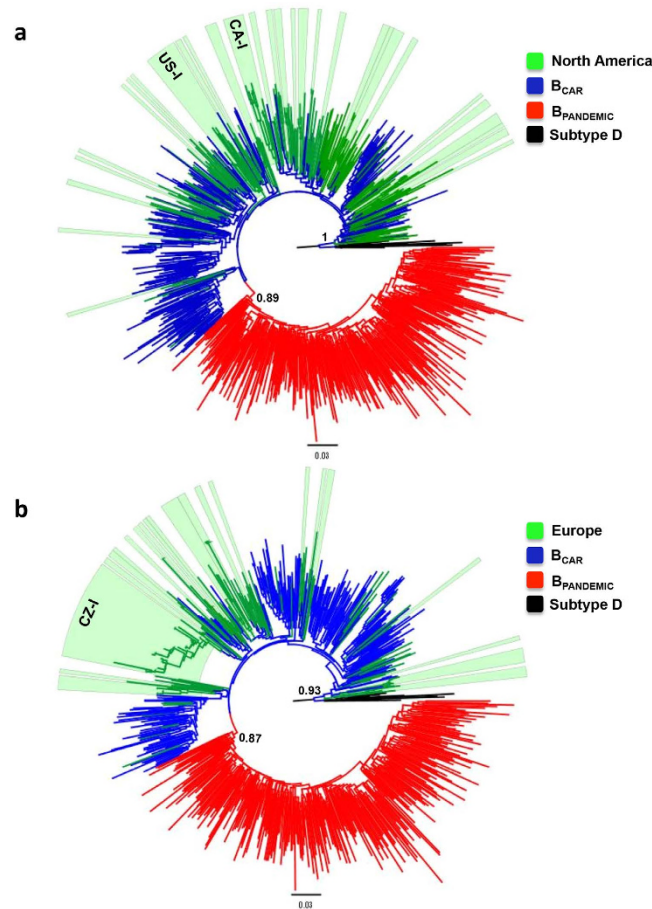 a
US-I
CA-I
North America
BCAR
BPANDEMIC
Subtype D
1
0.89
0.03
b
CZ-I
Europe
BCAR
BPANDEMIC
Subtype D
0.93
0.87
0.03